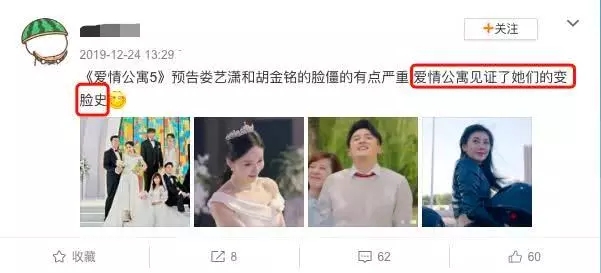 +关注
2019-12-24 13:29
《爱情公寓5》预告娄艺潇和胡金铭的脸僵的有点严重,爱情公寓见证了她们的变
脸史
收藏
8
62
60